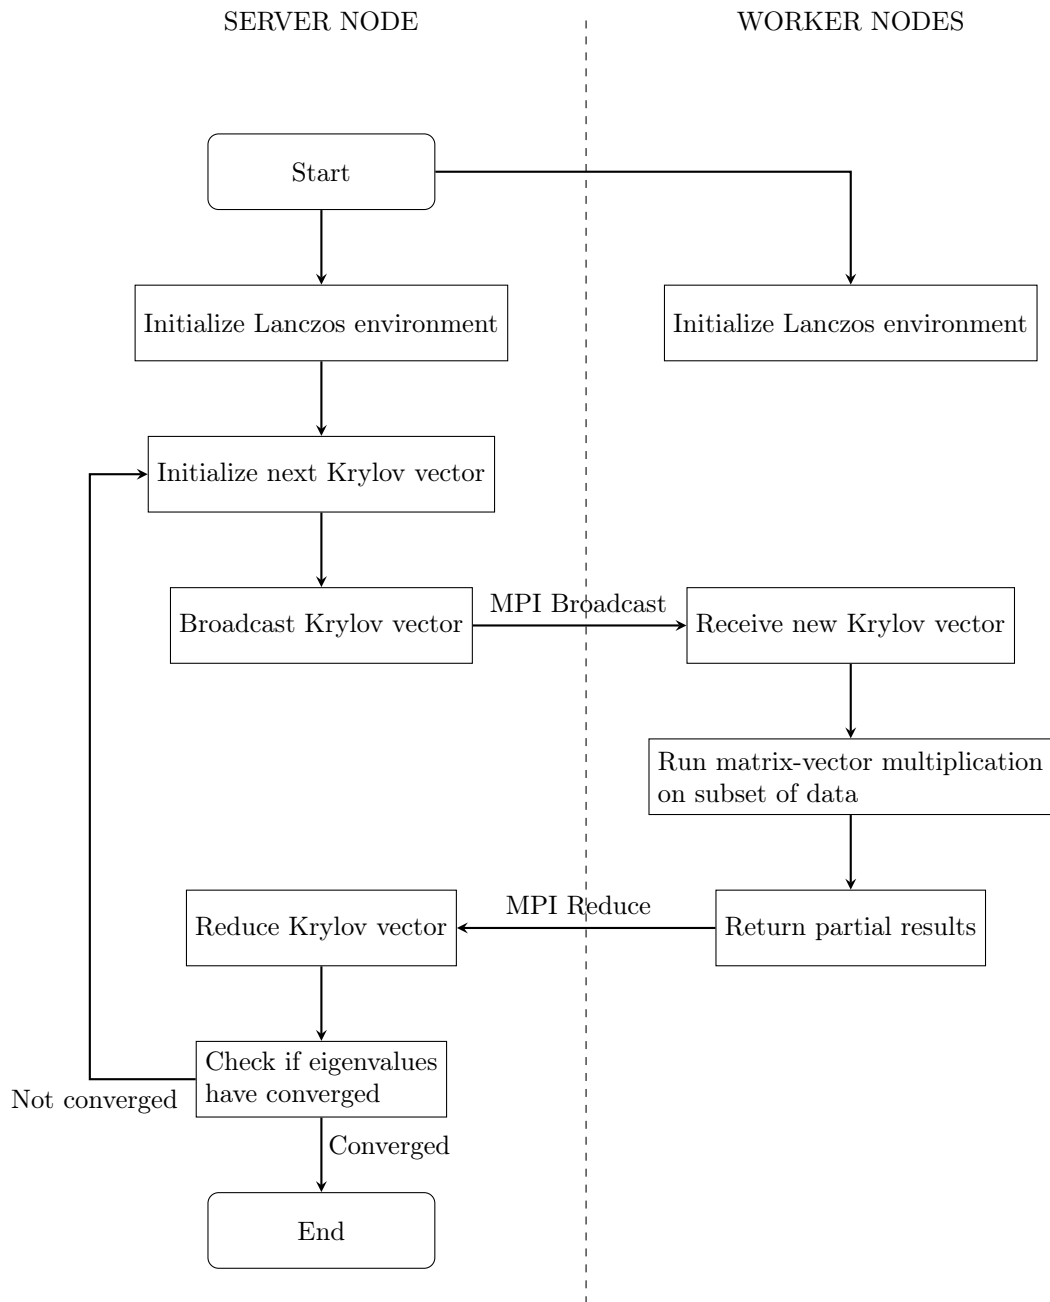 SERVER NODE
WORKER NODES
Start
Initialize Lanczos environment
Initialize Lanczos environment
Initialize next Krylov vector
Broadcast Krylov vector
MPI Broadcast
Receive new Krylov vector
Run matrix-vector multiplication
on subset of data
Reduce Krylov vector
MPI Reduce
Return partial results
Check if eigenvalues
have converged
Not converged
Converged
End